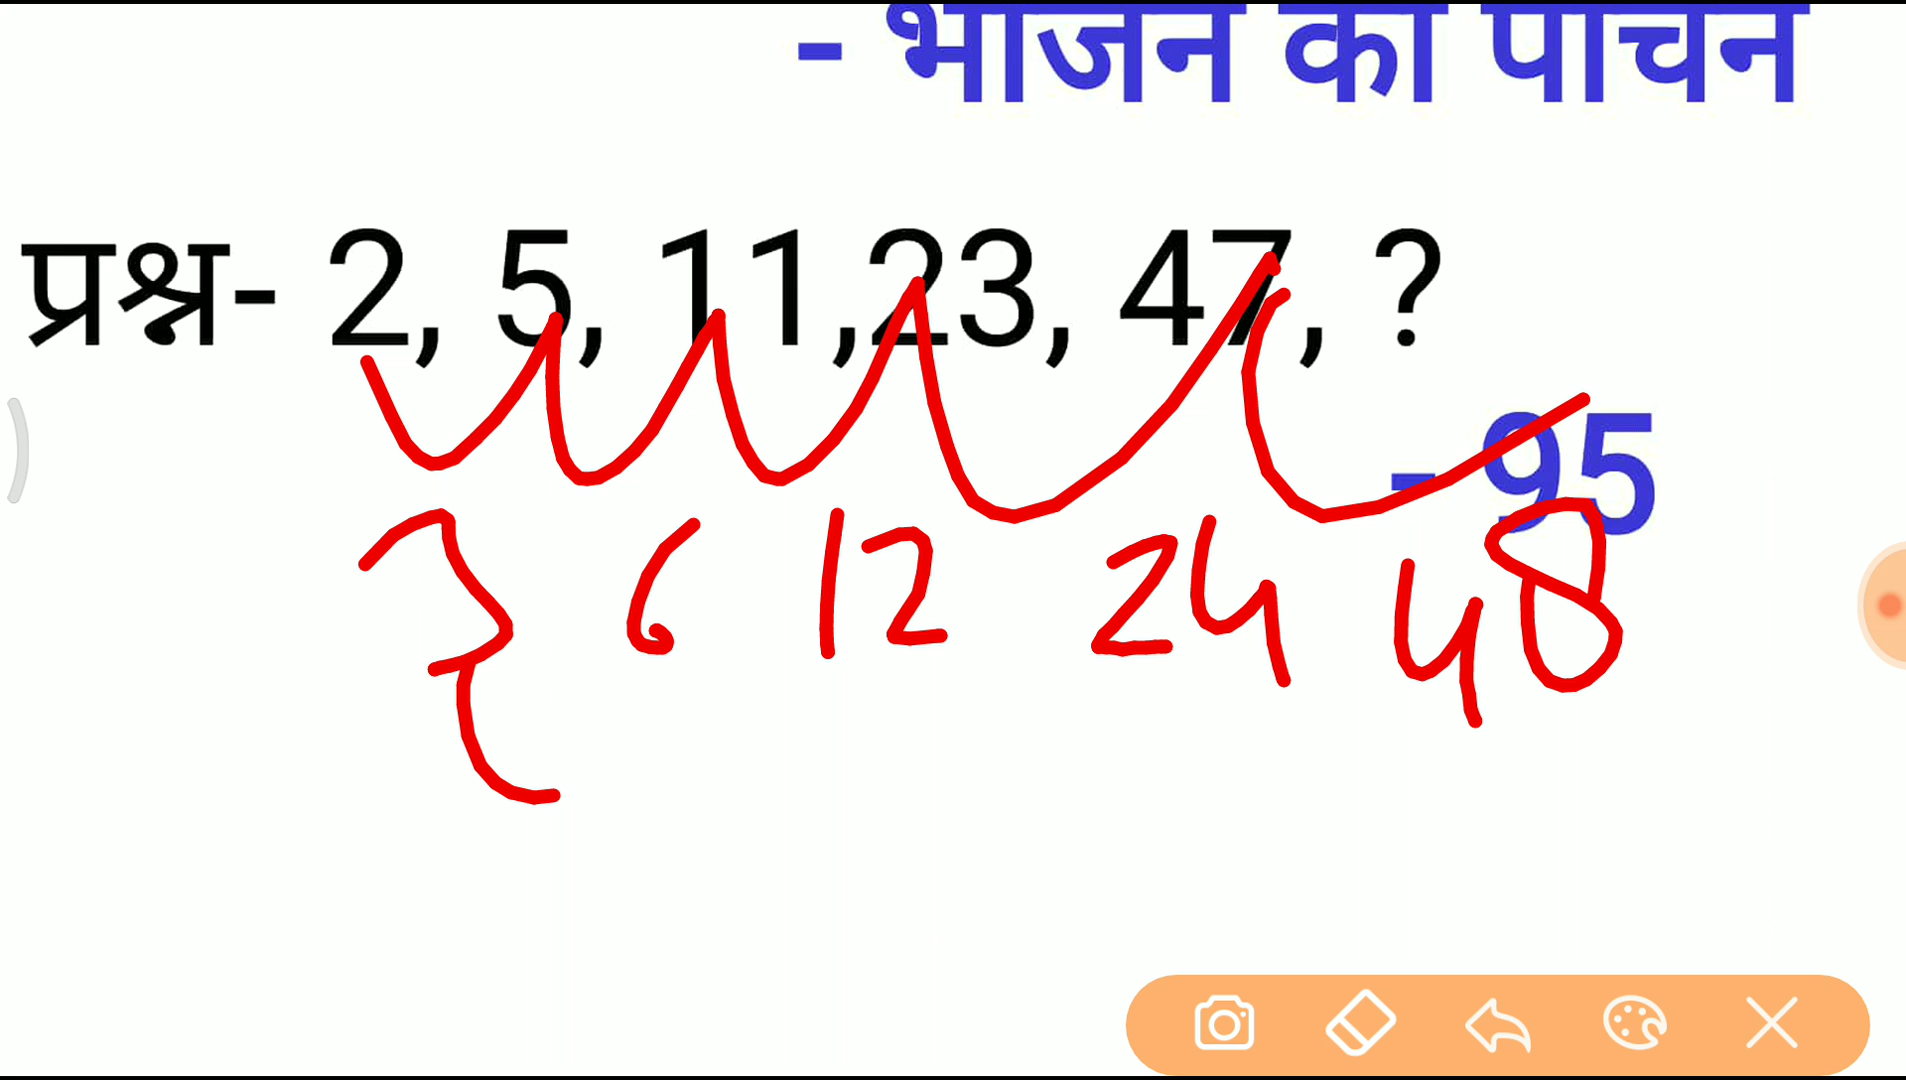 - भोजन का पाचन
प्रश्न- 2, 5, 11,23, 47, ?
- 95
3 6 12 24 48